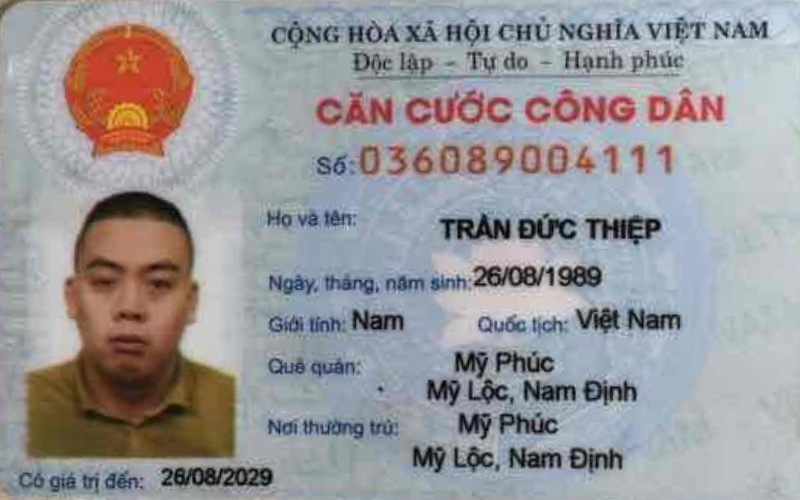 CỘNG HÒA XÃ HỘI CHỦ NGHĨA VIỆT NAM
Độc lập - Tự do - Hạnh phúc
CĂN CƯỚC CÔNG DÂN
Số: 036089004111
Họ và tên: TRẦN ĐỨC THIỆP
Ngày, tháng, năm sinh: 26/08/1989
Giới tính: Nam Quốc tịch: Việt Nam
Quê quán: Mỹ Phúc
Mỹ Lộc, Nam Định
Nơi thường trú: Mỹ Phúc
Mỹ Lộc, Nam Định
Có giá trị đến: 26/08/2029